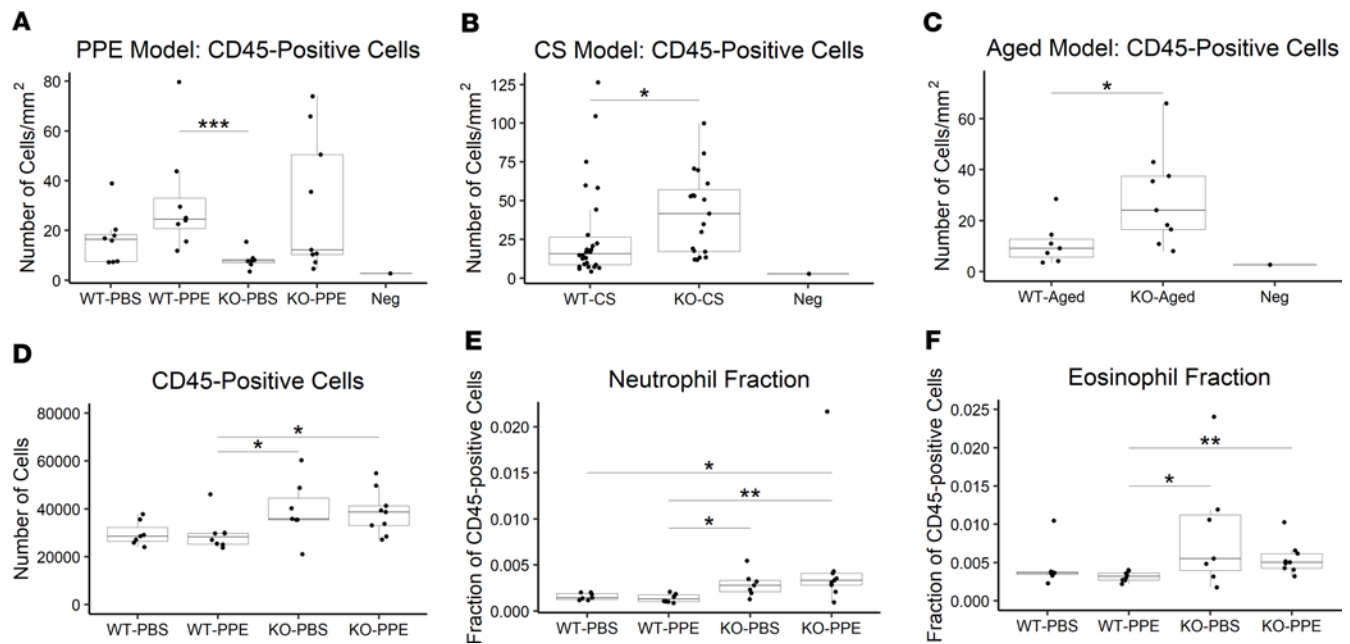 A
PPE Model: CD45-Positive Cells
Number of Cells/mm²
80
60
40
20
0
***
WT-PBS WT-PPE KO-PBS KO-PPE Neg
B
CS Model: CD45-Positive Cells
Number of Cells/mm²
125
100
75
50
25
0
*
WT-CS KO-CS Neg
C
Aged Model: CD45-Positive Cells
Number of Cells/mm²
60
40
20
0
*
WT-Aged KO-Aged Neg
D
CD45-Positive Cells
Number of Cells
80000
60000
40000
20000
0
*
*
WT-PBS WT-PPE KO-PBS KO-PPE
E
Neutrophil Fraction
Fraction of CD45-positive Cells
0.020
0.015
0.010
0.005
0.000
*
**
*
WT-PBS WT-PPE KO-PBS KO-PPE
F
Eosinophil Fraction
Fraction of CD45-positive Cells
0.025
0.020
0.015
0.010
0.005
0.000
**
*
WT-PBS WT-PPE KO-PBS KO-PPE